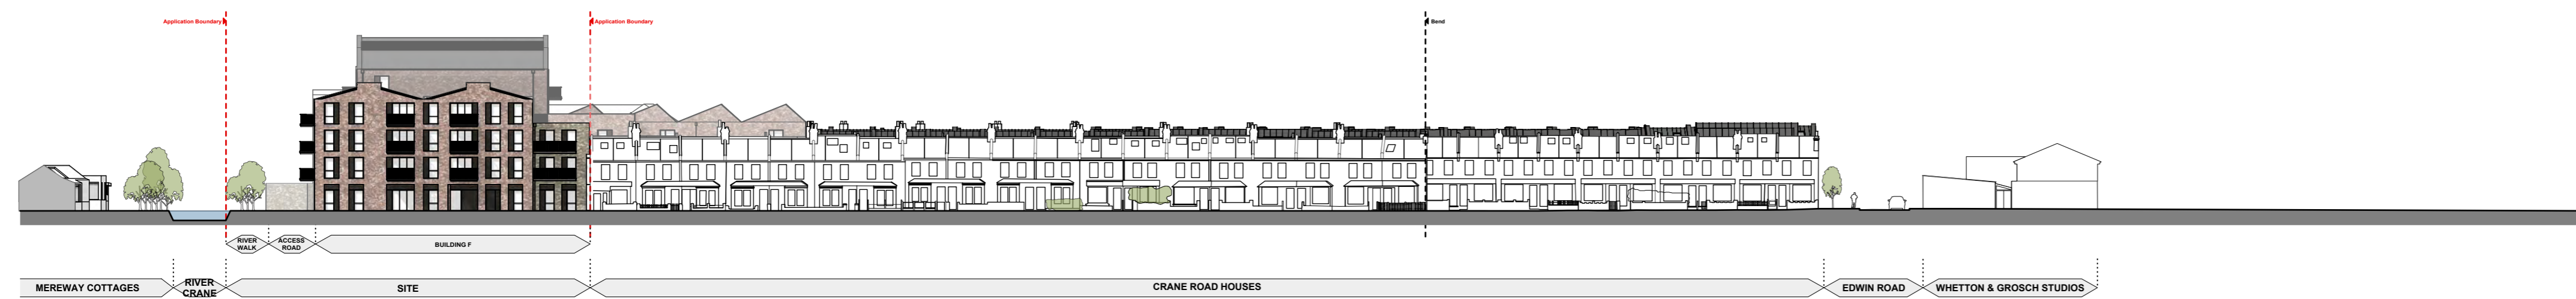 Application Boundary
Application Boundary
Bend
RIVER
WALK
ACCESS
ROAD
BUILDING F
MEREWAY COTTAGES
RIVER
CRANE
SITE
CRANE ROAD HOUSES
EDWIN ROAD
WHETTON & GROSCH STUDIOS